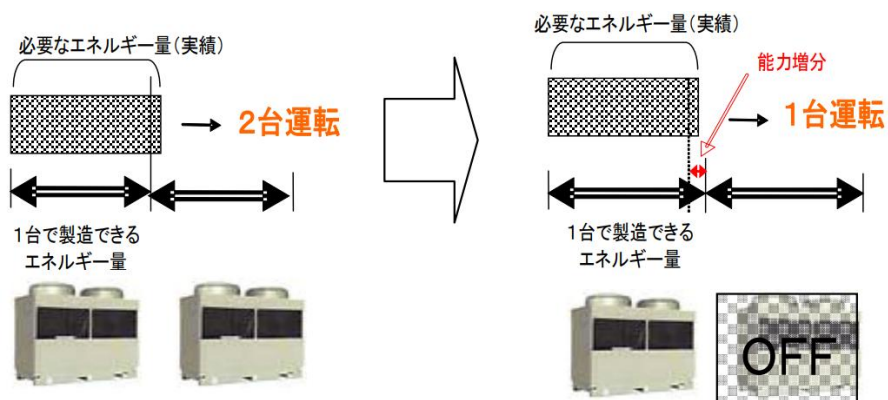 必要なエネルギー量(実績)
2台運転
1台で製造できる
エネルギー量
必要なエネルギー量(実績)
能力増分
1台運転
1台で製造できる
エネルギー量
OFF